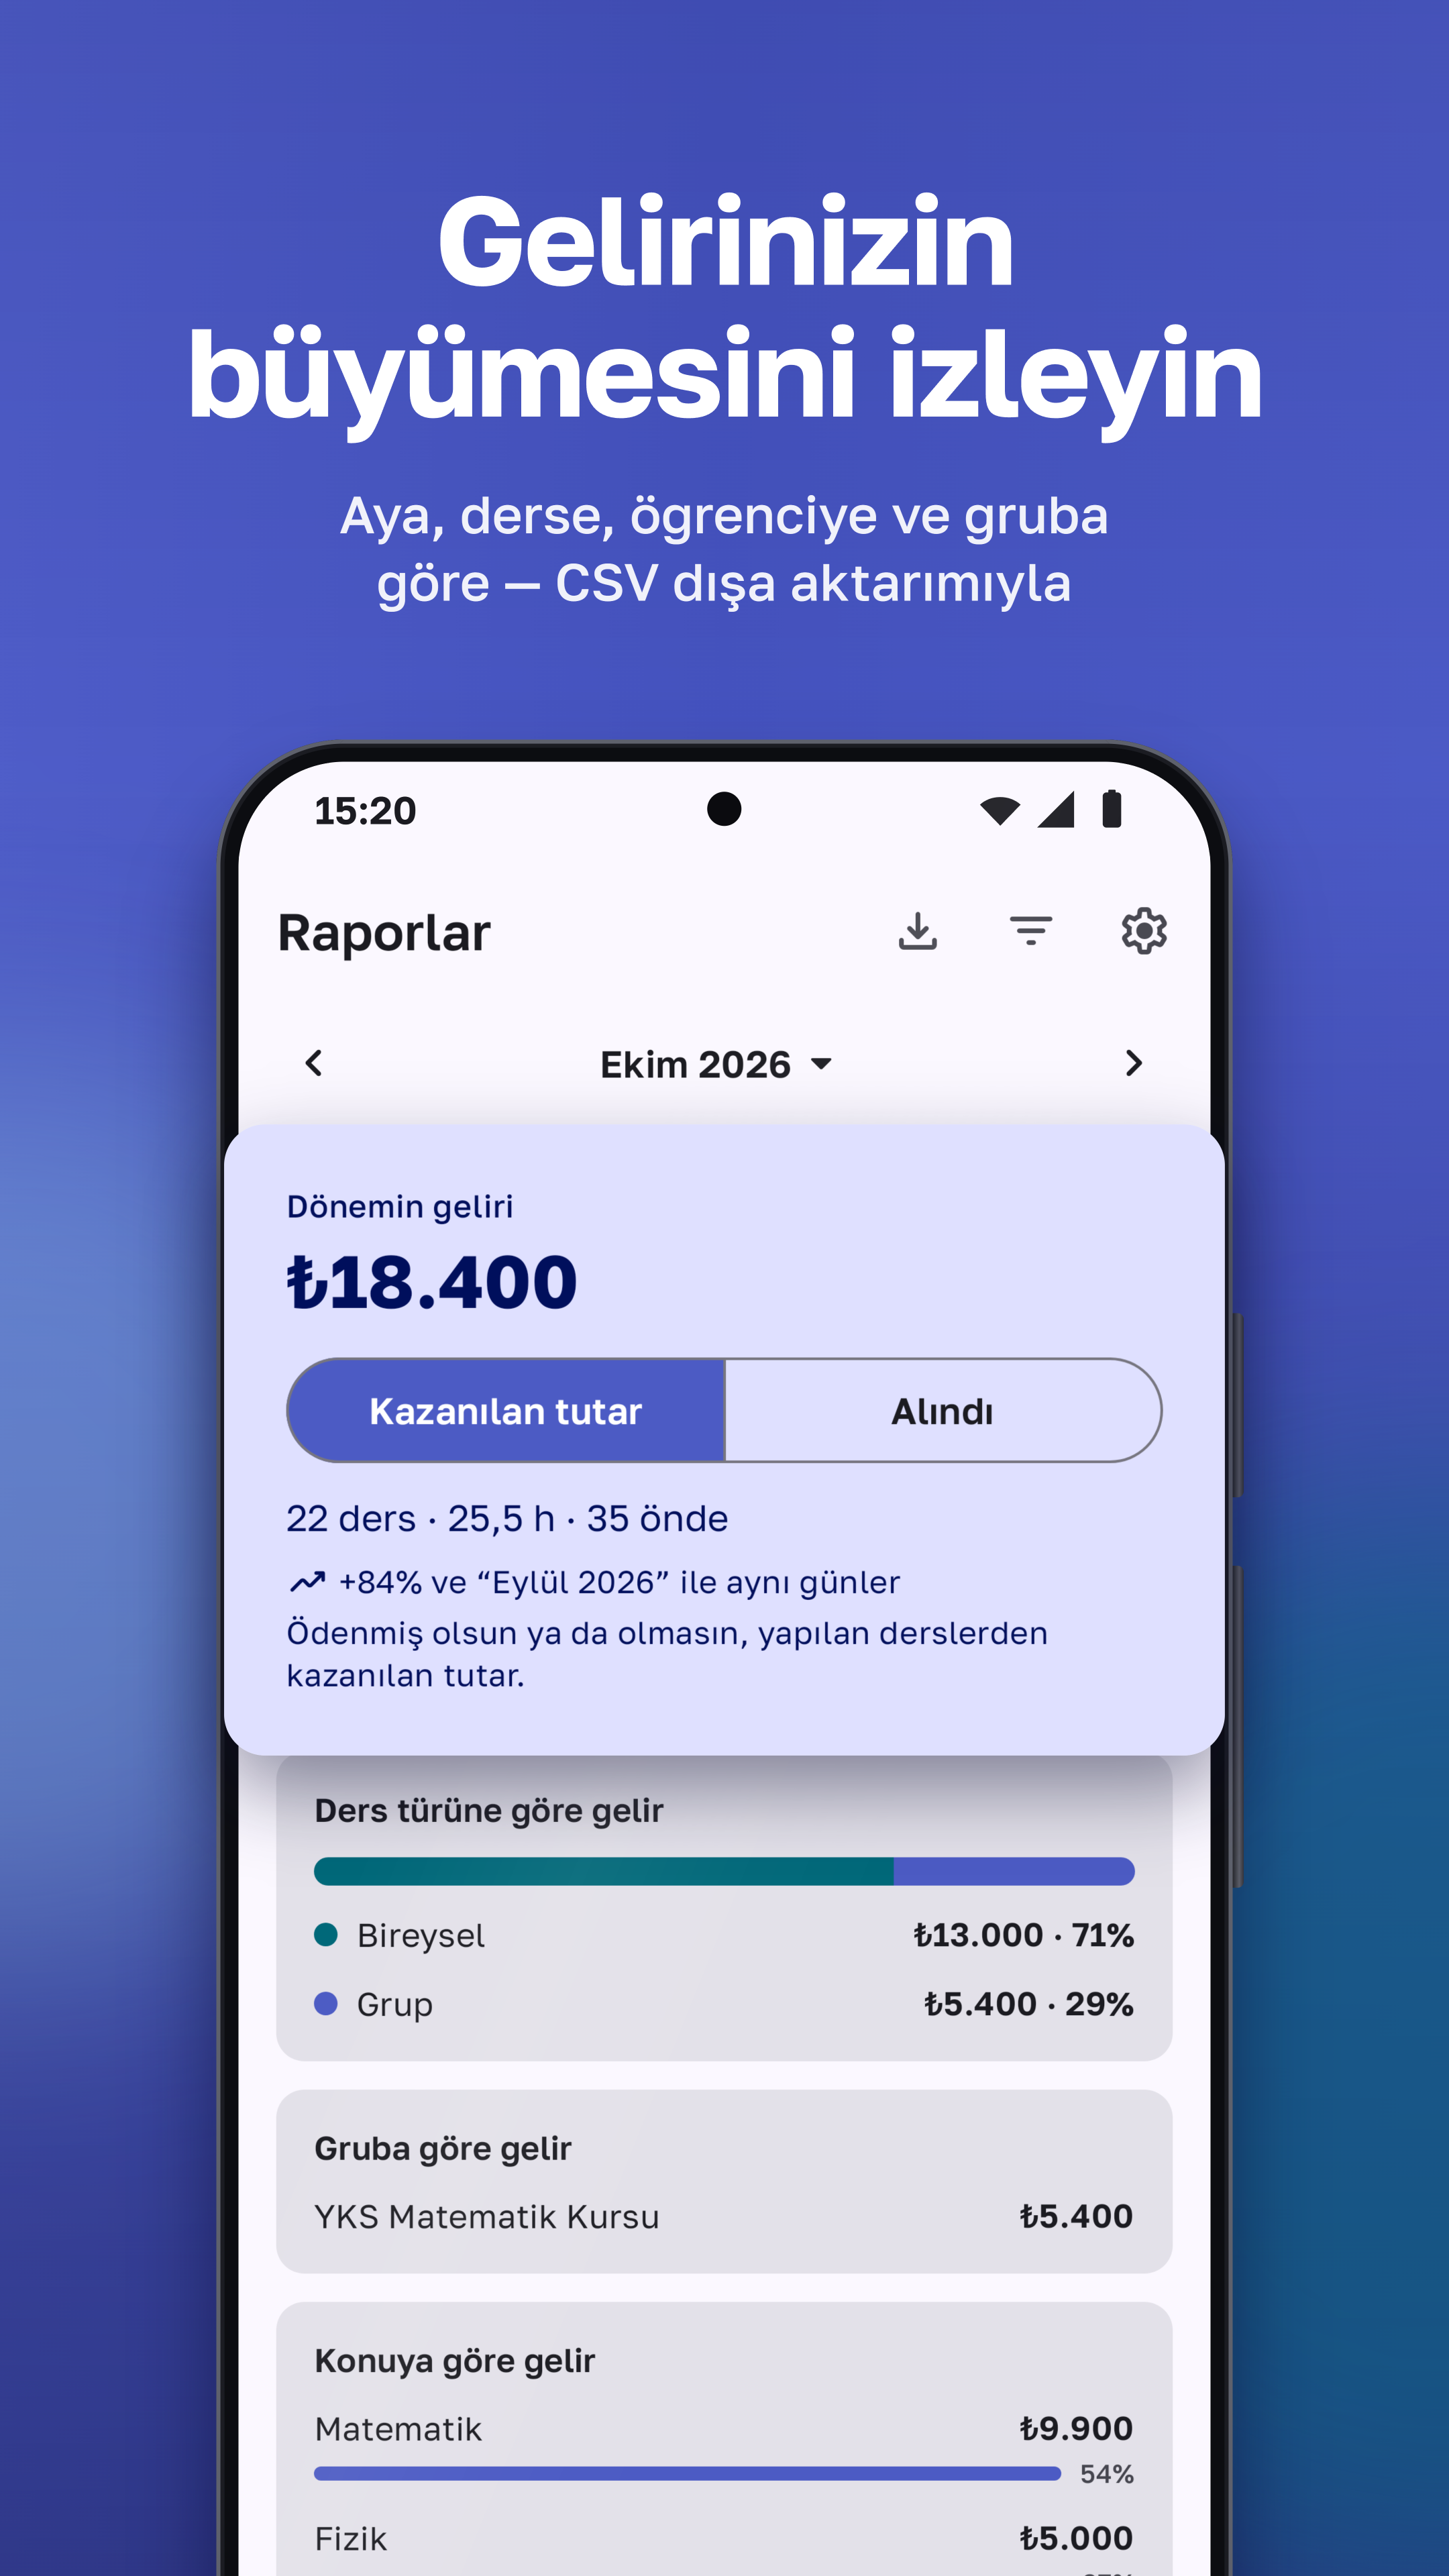 Gelirinizin
büyümesini izleyin
Aya, derse, ögrenciye ve gruba
göre — CSV dışa aktarımıyla
15:20
Raporlar
Ekim 2026
Dönemin geliri
₺18.400
Kazanılan tutar
Alındı
22 ders · 25,5 h · 35 önde
+84% ve “Eylül 2026” ile aynı günler
Ödenmiş olsun ya da olmasın, yapılan derslerden
kazanılan tutar.
Ders türüne göre gelir
Bireysel ₺13.000 · 71%
Grup ₺5.400 · 29%
Gruba göre gelir
YKS Matematik Kursu ₺5.400
Konuya göre gelir
Matematik ₺9.900
54%
Fizik ₺5.000